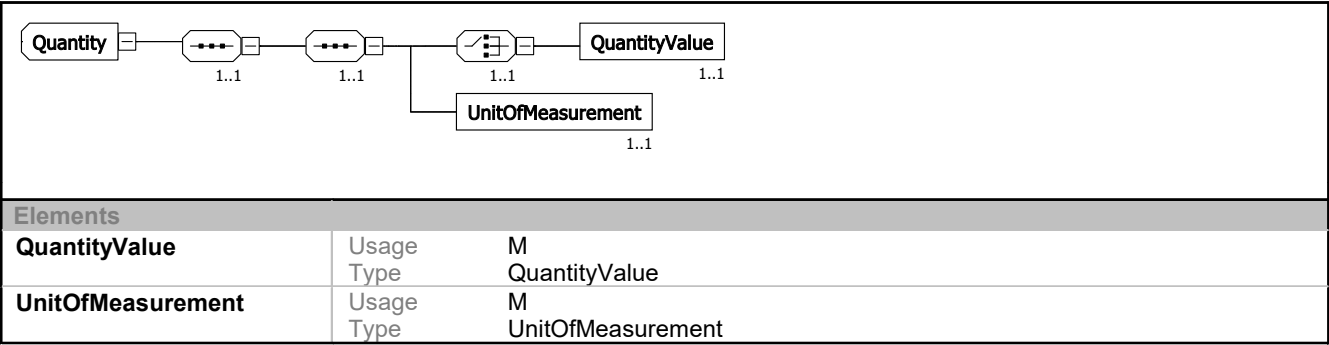 Quantity
QuantityValue
1..1 1..1 1..1 1..1
UnitOfMeasurement
1..1
Elements
QuantityValue Usage M
Type QuantityValue
UnitOfMeasurement Usage M
Type UnitOfMeasurement